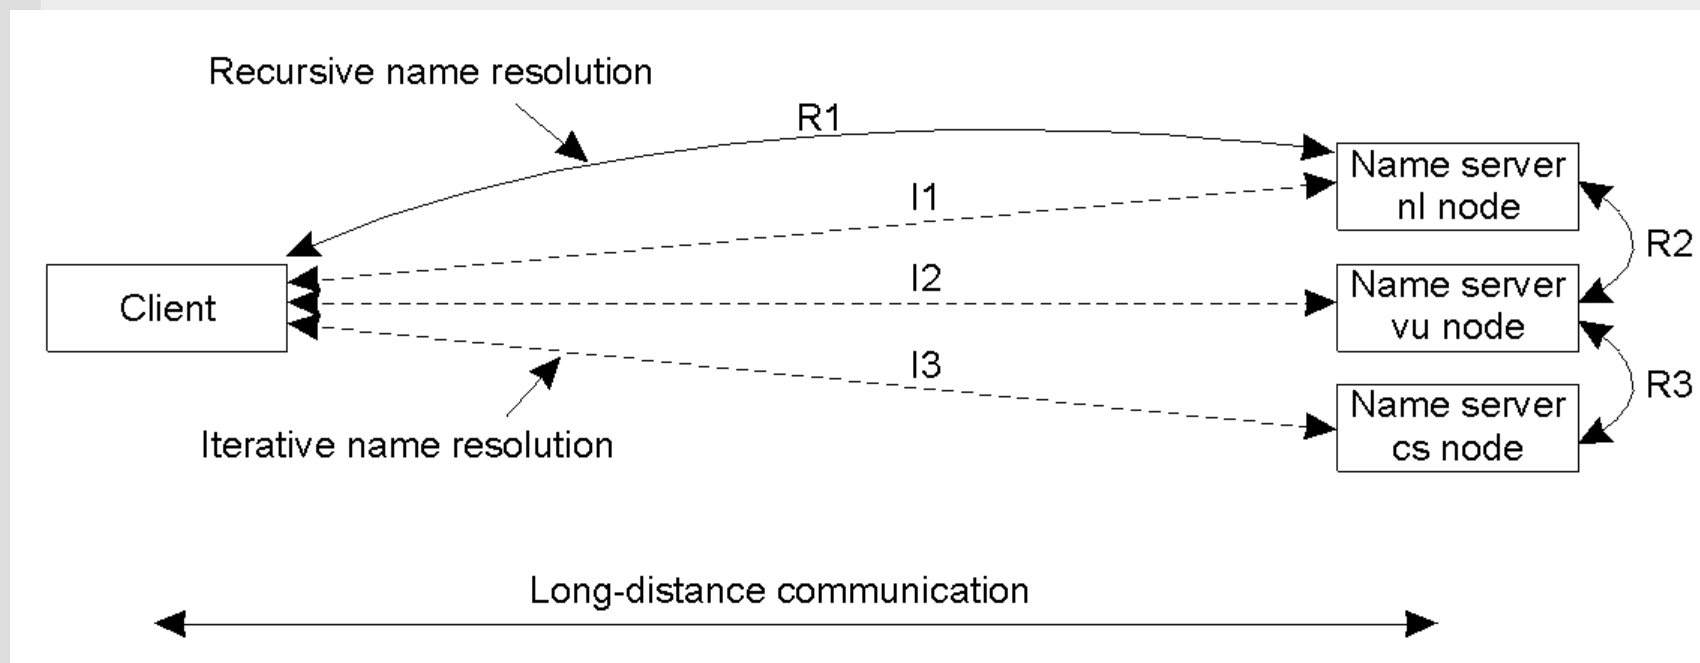 Recursive name resolution
R1
Name server
nl node
I1
R2
I2
Client
Name server
vu node
I3
R3
Name server
cs node
Iterative name resolution
Long-distance communication